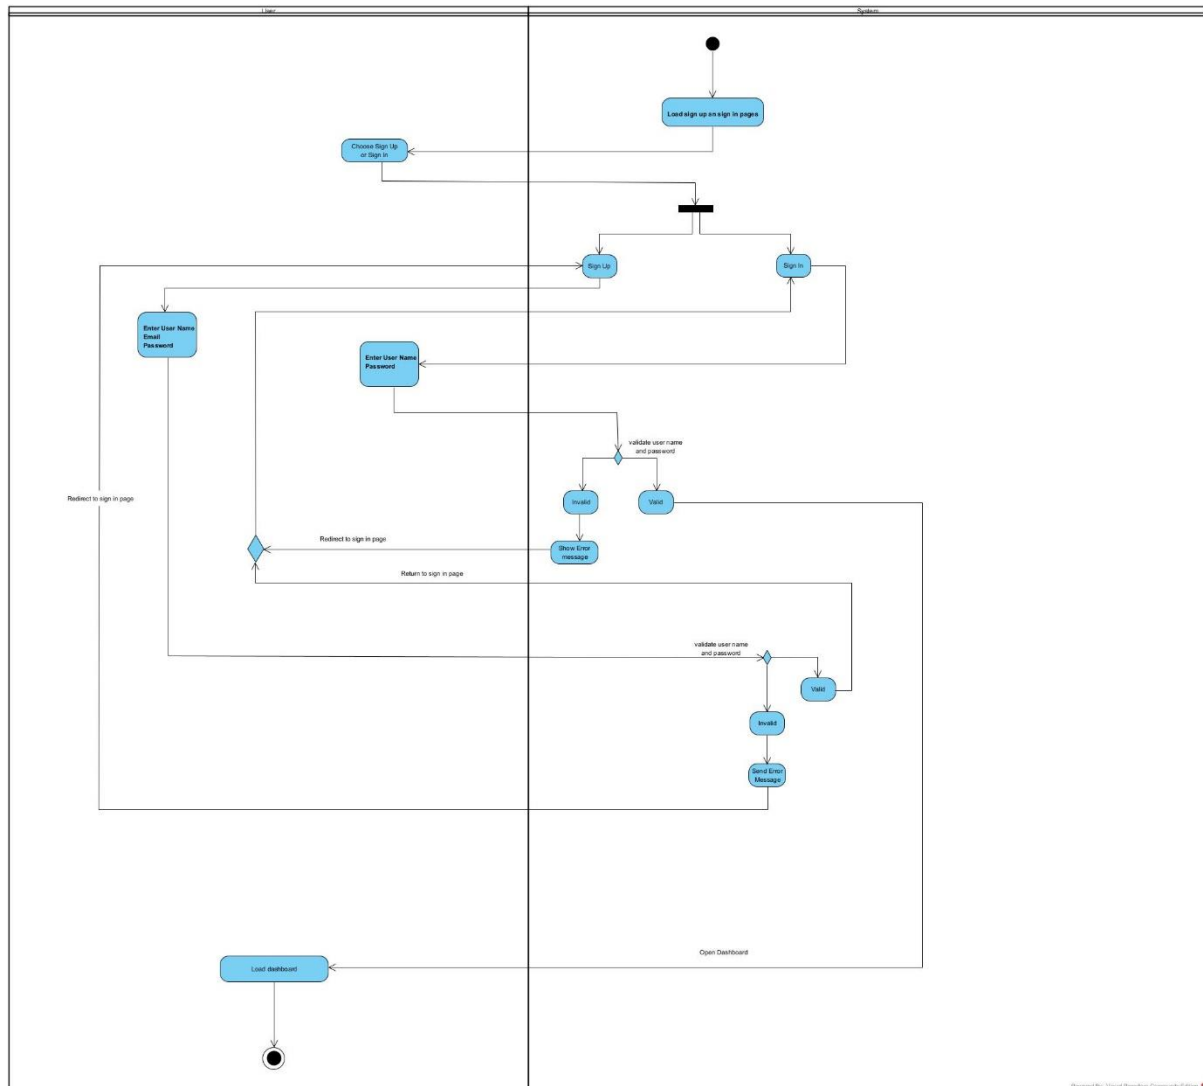 User
System
Load sign up an sign in pages
Choose Sign Up
or Sign In
Sign Up
Sign In
Enter User Name
Email
Password
Enter User Name
Password
validate user name
and password
Redirect to sign in page
Invalid
Valid
Redirect to sign in page
Show Error
message
Return to sign in page
validate user name
and password
Valid
Invalid
Send Error
Message
Open Dashboard
Load dashboard